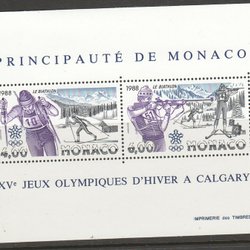 PRINCIPAUTÉ DE MONACO
1988 LE BIATHLON
1988 LE BIATHLON
4,00 MONACO
6,00 MONACO
XVe JEUX OLYMPIQUES D'HIVER A CALGARY
IMPRIMERIE DES TIMBRES